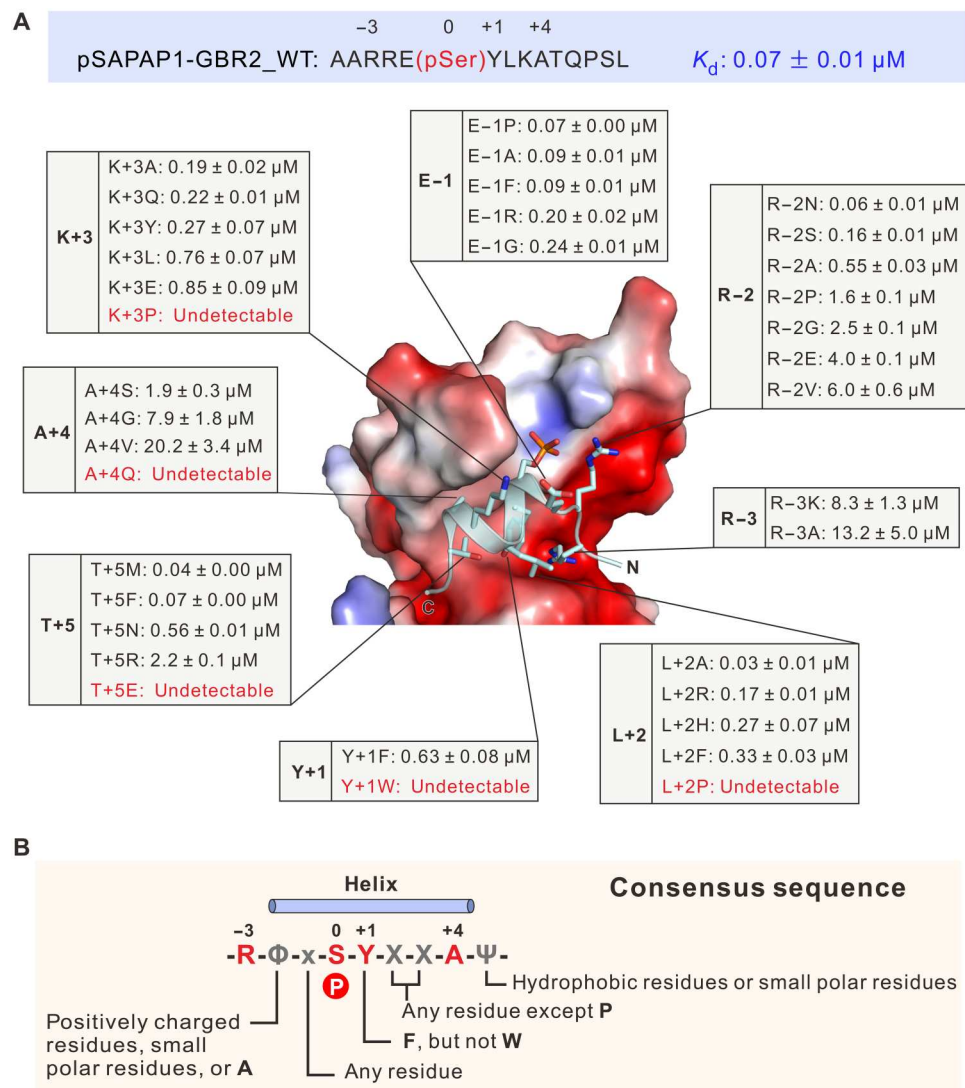 A
−3 0 +1 +4
pSAPAP1-GBR2_WT: AARRE(pSer)YLKATQPSL Kd: 0.07 ± 0.01 µM
E−1
E−1P: 0.07 ± 0.00 µM
E−1A: 0.09 ± 0.01 µM
E−1F: 0.09 ± 0.01 µM
E−1R: 0.20 ± 0.02 µM
E−1G: 0.24 ± 0.01 µM
K+3
K+3A: 0.19 ± 0.02 µM
K+3Q: 0.22 ± 0.01 µM
K+3Y: 0.27 ± 0.07 µM
K+3L: 0.76 ± 0.07 µM
K+3E: 0.85 ± 0.09 µM
K+3P: Undetectable
R−2
R−2N: 0.06 ± 0.01 µM
R−2S: 0.16 ± 0.01 µM
R−2A: 0.55 ± 0.03 µM
R−2P: 1.6 ± 0.1 µM
R−2G: 2.5 ± 0.1 µM
R−2E: 4.0 ± 0.1 µM
R−2V: 6.0 ± 0.6 µM
A+4
A+4S: 1.9 ± 0.3 µM
A+4G: 7.9 ± 1.8 µM
A+4V: 20.2 ± 3.4 µM
A+4Q: Undetectable
R−3
R−3K: 8.3 ± 1.3 µM
R−3A: 13.2 ± 5.0 µM
N
C
T+5
T+5M: 0.04 ± 0.00 µM
T+5F: 0.07 ± 0.00 µM
T+5N: 0.56 ± 0.01 µM
T+5R: 2.2 ± 0.1 µM
T+5E: Undetectable
L+2
L+2A: 0.03 ± 0.01 µM
L+2R: 0.17 ± 0.01 µM
L+2H: 0.27 ± 0.07 µM
L+2F: 0.33 ± 0.03 µM
L+2P: Undetectable
Y+1
Y+1F: 0.63 ± 0.08 µM
Y+1W: Undetectable
B
Consensus sequence
Helix
−3 0 +1 +4
-R-Φ-x-S-Y-X-X-A-Ψ-
P
Hydrophobic residues or small polar residues
Any residue except P
F, but not W
Any residue
Positively charged
residues, small
polar residues, or A